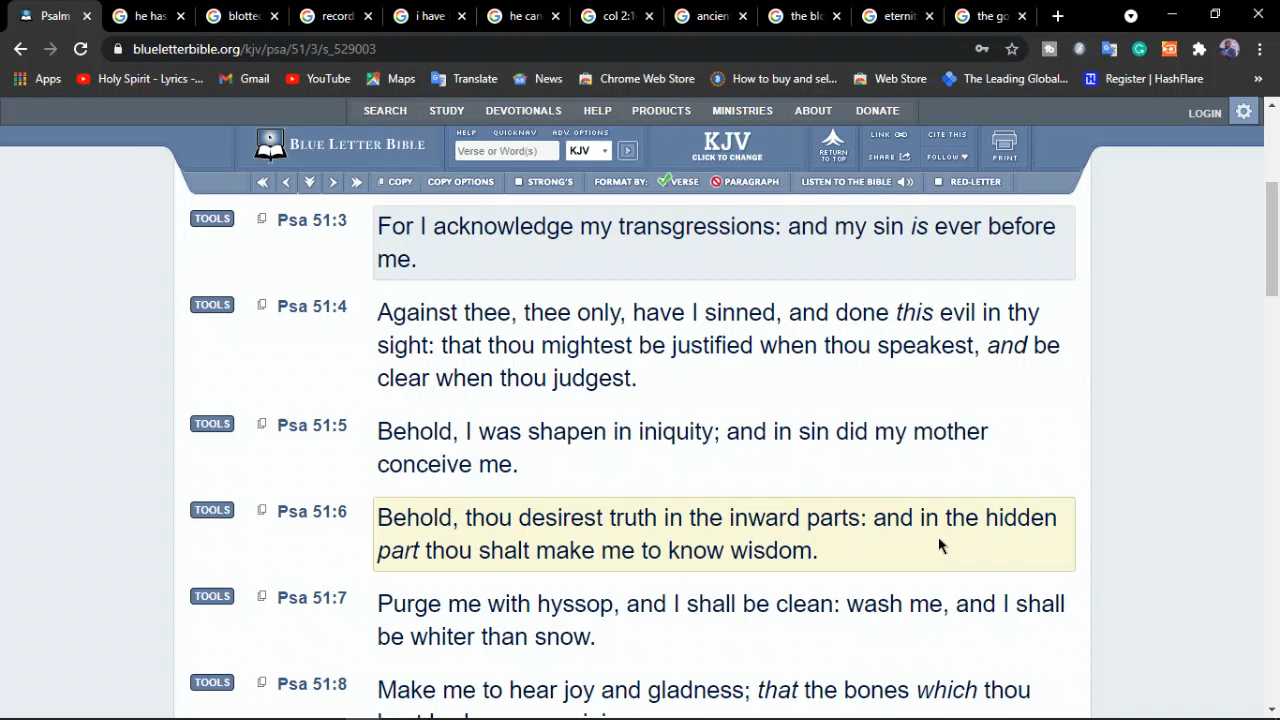 Psalm he has blotte record i have he can col 2:1 ancien the blo eternit the go
blueletterbible.org/kjv/psa/51/3/s_529003
Apps Holy Spirit - Lyrics -... Gmail YouTube Maps Translate News Chrome Web Store How to buy and sel... Web Store The Leading Global... Register | HashFlare »
SEARCH STUDY DEVOTIONALS HELP PRODUCTS MINISTRIES ABOUT DONATE LOGIN
HELP QUICKNAV ADV. OPTIONS
BLUE LETTER BIBLE Verse or Word(s) KJV
KJV
CLICK TO CHANGE
RETURN
TO TOP
LINK CITE THIS
SHARE FOLLOW PRINT
COPY COPY OPTIONS STRONG'S FORMAT BY: VERSE PARAGRAPH LISTEN TO THE BIBLE RED-LETTER
TOOLS Psa 51:3 For I acknowledge my transgressions: and my sin is ever before
me.
TOOLS Psa 51:4 Against thee, thee only, have I sinned, and done this evil in thy
sight: that thou mightest be justified when thou speakest, and be
clear when thou judgest.
TOOLS Psa 51:5 Behold, I was shapen in iniquity; and in sin did my mother
conceive me.
TOOLS Psa 51:6 Behold, thou desirest truth in the inward parts: and in the hidden
part thou shalt make me to know wisdom.
TOOLS Psa 51:7 Purge me with hyssop, and I shall be clean: wash me, and I shall
be whiter than snow.
TOOLS Psa 51:8 Make me to hear joy and gladness; that the bones which thou